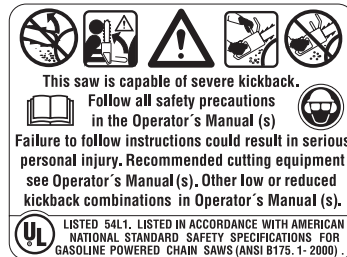 This saw is capable of severe kickback.
Follow all safety precautions
in the Operator´s Manual (s)
Failure to follow instructions could result in serious
personal injury. Recommended cutting equipment
see Operator´s Manual (s). Other low or reduced
kickback combinations in Operator´s Manual (s).
UL LISTED 54L1. LISTED IN ACCORDANCE WITH AMERICAN
NATIONAL STANDARD SAFETY SPECIFICATIONS FOR
GASOLINE POWERED CHAIN SAWS (ANSI B175. 1- 2000) .